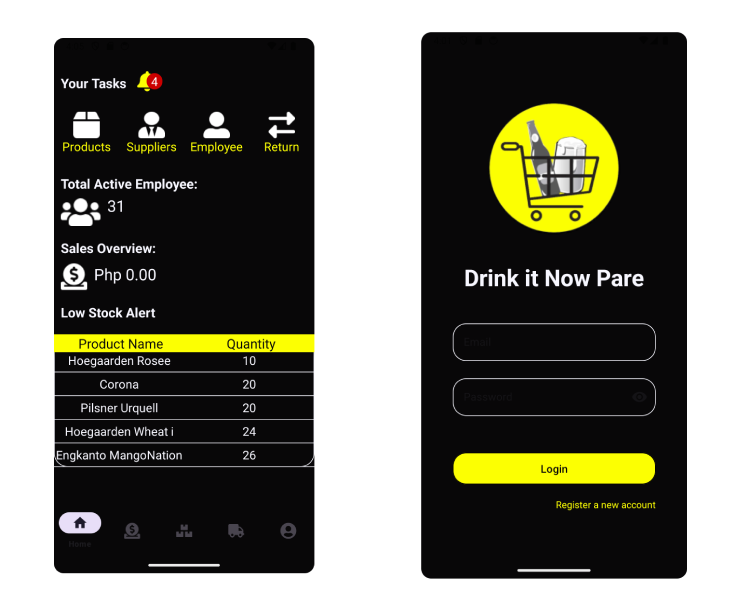 Your Tasks 4
Products Suppliers Employee Return
Total Active Employee:
31
Sales Overview:
$ Php 0.00
Low Stock Alert
Product Name Quantity
Hoegaarden Rosee 10
Corona 20
Pilsner Urquell 20
Hoegaarden Wheat i 24
Engkanto MangoNation 26
$
Home
Drink it Now Pare
Email
Password
Login
Register a new account